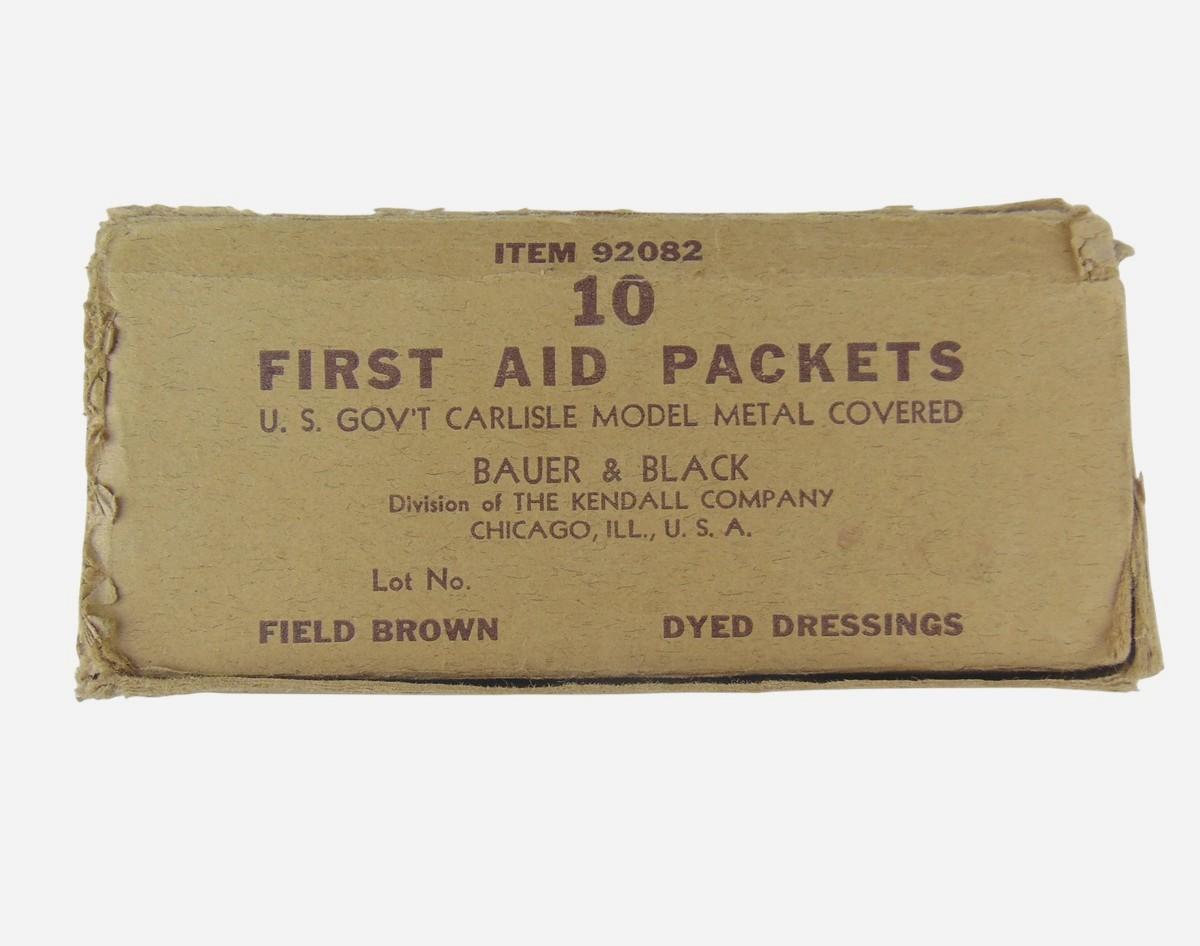 ITEM 92082
10
FIRST AID PACKETS
U. S. GOV'T CARLISLE MODEL METAL COVERED
BAUER & BLACK
Division of THE KENDALL COMPANY
CHICAGO, ILL., U. S. A.
Lot No.
FIELD BROWN DYED DRESSINGS